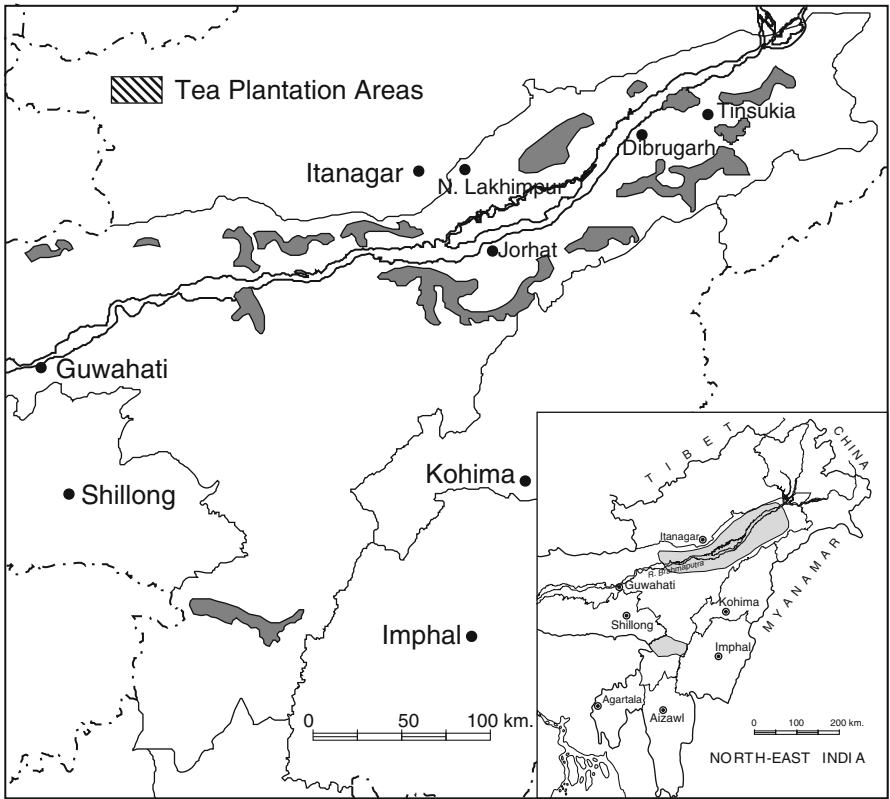 Tea Plantation Areas
Tinsukia
Dibrugarh
Itanagar
N. Lakhimpur
Jorhat
Guwahati
Kohima
Shillong
Imphal
0 50 100 km.
TIBET
CHINA
Itanagar
R. Brahmaputra
Guwahati
MYANAMAR
Kohima
Shillong
Imphal
Agartala
Aizawl
0 100 200 km.
NORTH-EAST INDIA